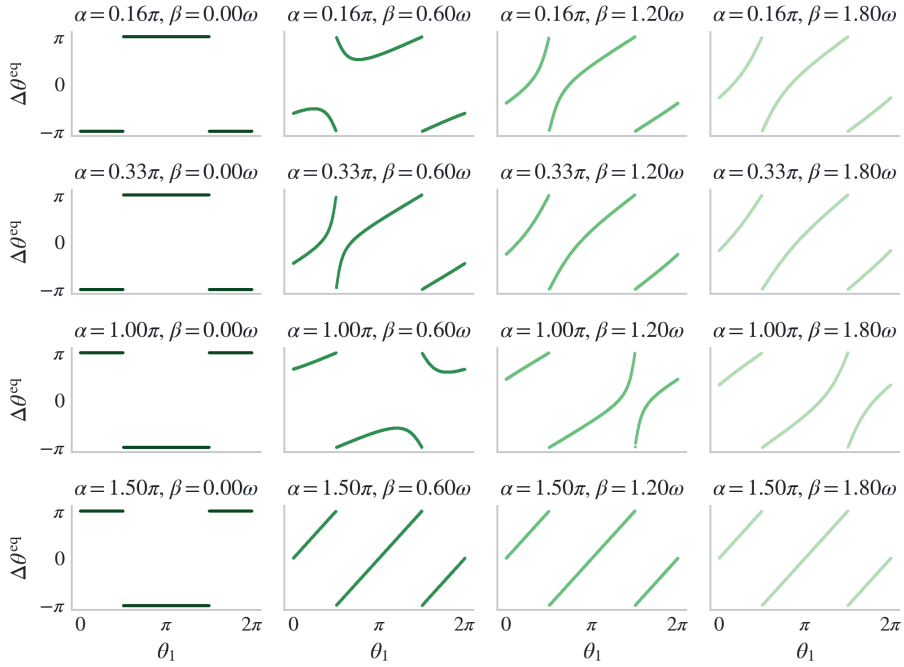 α = 0.16π, β = 0.00ω α = 0.16π, β = 0.60ω α = 0.16π, β = 1.20ω α = 0.16π, β = 1.80ω
π
0
−π
Δθ^eq
α = 0.33π, β = 0.00ω α = 0.33π, β = 0.60ω α = 0.33π, β = 1.20ω α = 0.33π, β = 1.80ω
π
0
−π
Δθ^eq
α = 1.00π, β = 0.00ω α = 1.00π, β = 0.60ω α = 1.00π, β = 1.20ω α = 1.00π, β = 1.80ω
π
0
−π
Δθ^eq
α = 1.50π, β = 0.00ω α = 1.50π, β = 0.60ω α = 1.50π, β = 1.20ω α = 1.50π, β = 1.80ω
π
0
−π
Δθ^eq
0 π 2π 0 π 2π 0 π 2π 0 π 2π
θ₁ θ₁ θ₁ θ₁